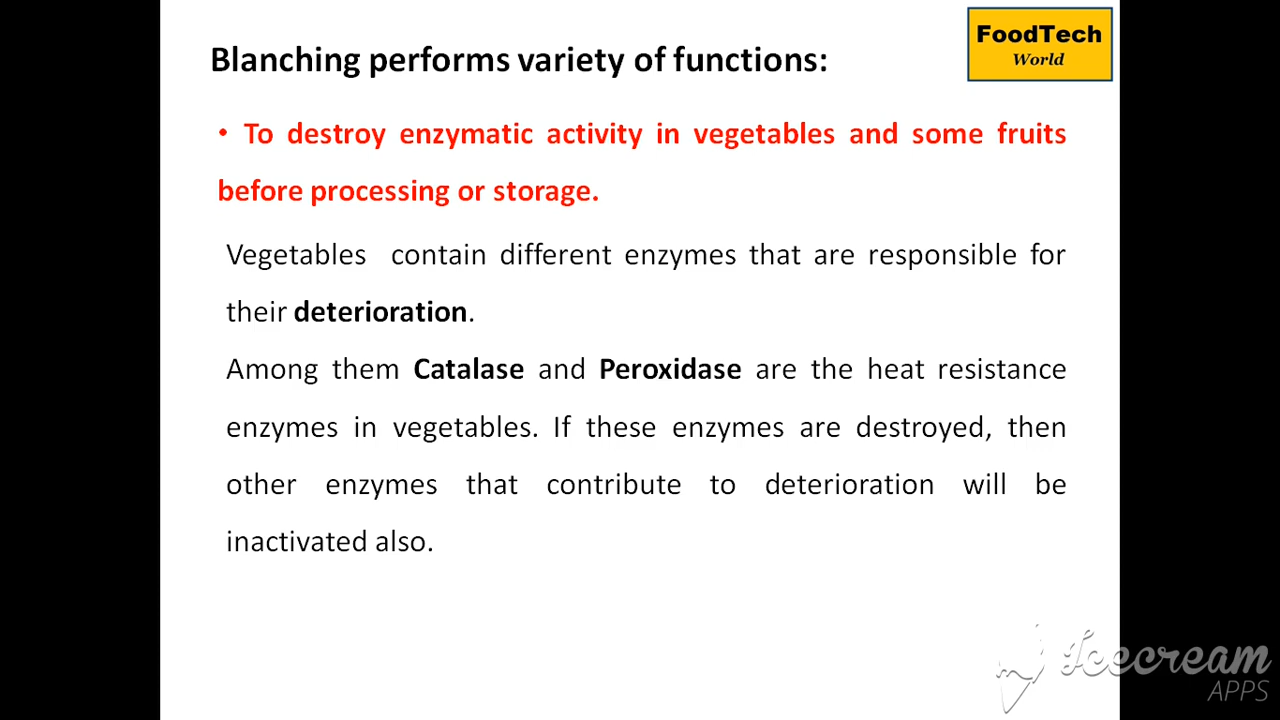 Blanching performs variety of functions:
FoodTech
World
• To destroy enzymatic activity in vegetables and some fruits
before processing or storage.
Vegetables contain different enzymes that are responsible for
their deterioration.
Among them Catalase and Peroxidase are the heat resistance
enzymes in vegetables. If these enzymes are destroyed, then
other enzymes that contribute to deterioration will be
inactivated also.
Icecream
APPS